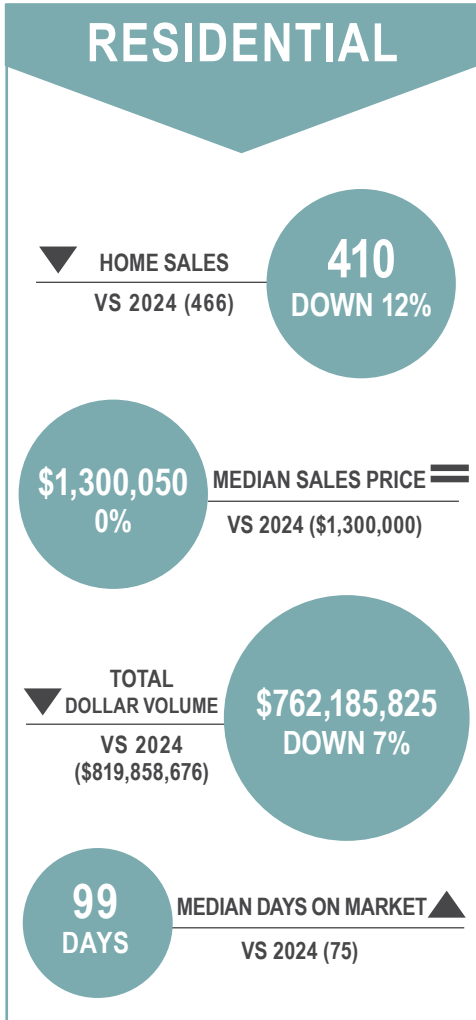 RESIDENTIAL
HOME SALES
VS 2024 (466)
410
DOWN 12%
$1,300,050
0%
MEDIAN SALES PRICE
VS 2024 ($1,300,000)
TOTAL
DOLLAR VOLUME
VS 2024
($819,858,676)
$762,185,825
DOWN 7%
99
DAYS
MEDIAN DAYS ON MARKET
VS 2024 (75)